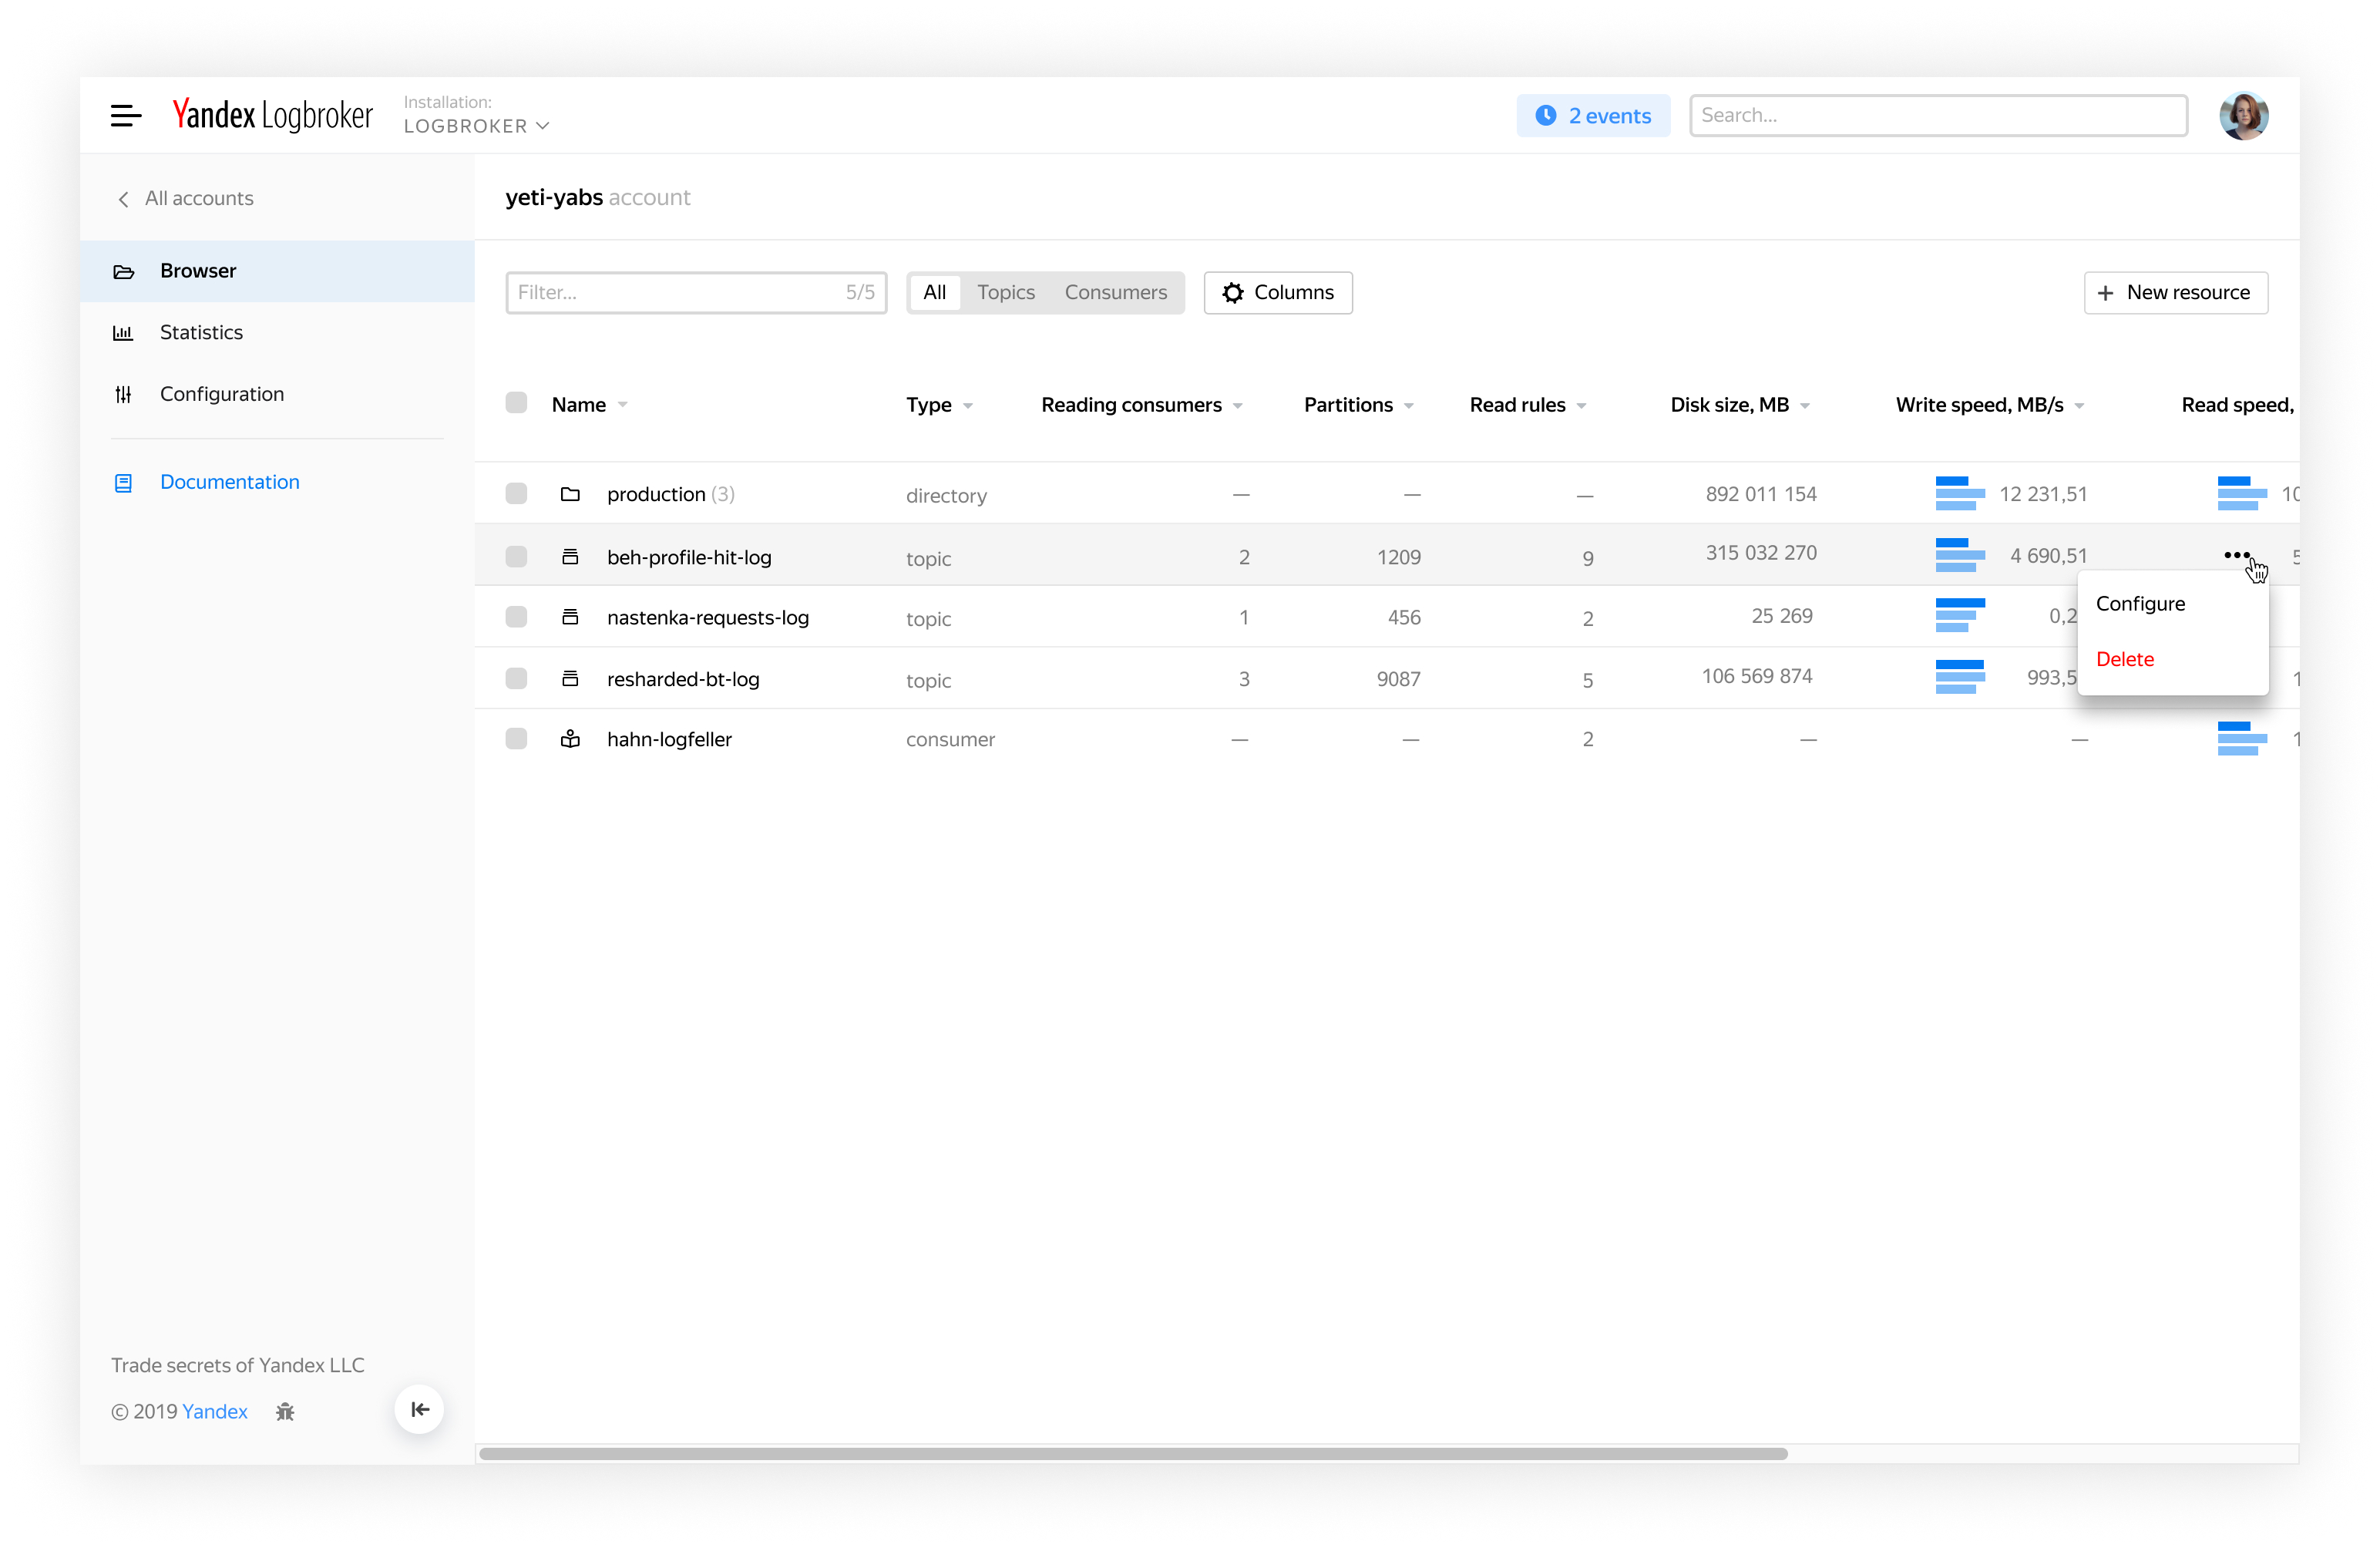 Yandex Logbroker
Installation:
LOGBROKER
2 events
Search...
All accounts
Browser
Statistics
Configuration
Documentation
yeti-yabs account
Filter... 5/5
All Topics Consumers
Columns
+ New resource
Name Type Reading consumers Partitions Read rules Disk size, MB Write speed, MB/s Read speed,
production (3) directory — — — 892 011 154 12 231,51 10
beh-profile-hit-log topic 2 1209 9 315 032 270 4 690,51 5
nastenka-requests-log topic 1 456 2 25 269 0,2
resharded-bt-log topic 3 9087 5 106 569 874 993,5 1
hahn-logfeller consumer — — 2 — — 1
Configure
Delete
Trade secrets of Yandex LLC
© 2019 Yandex